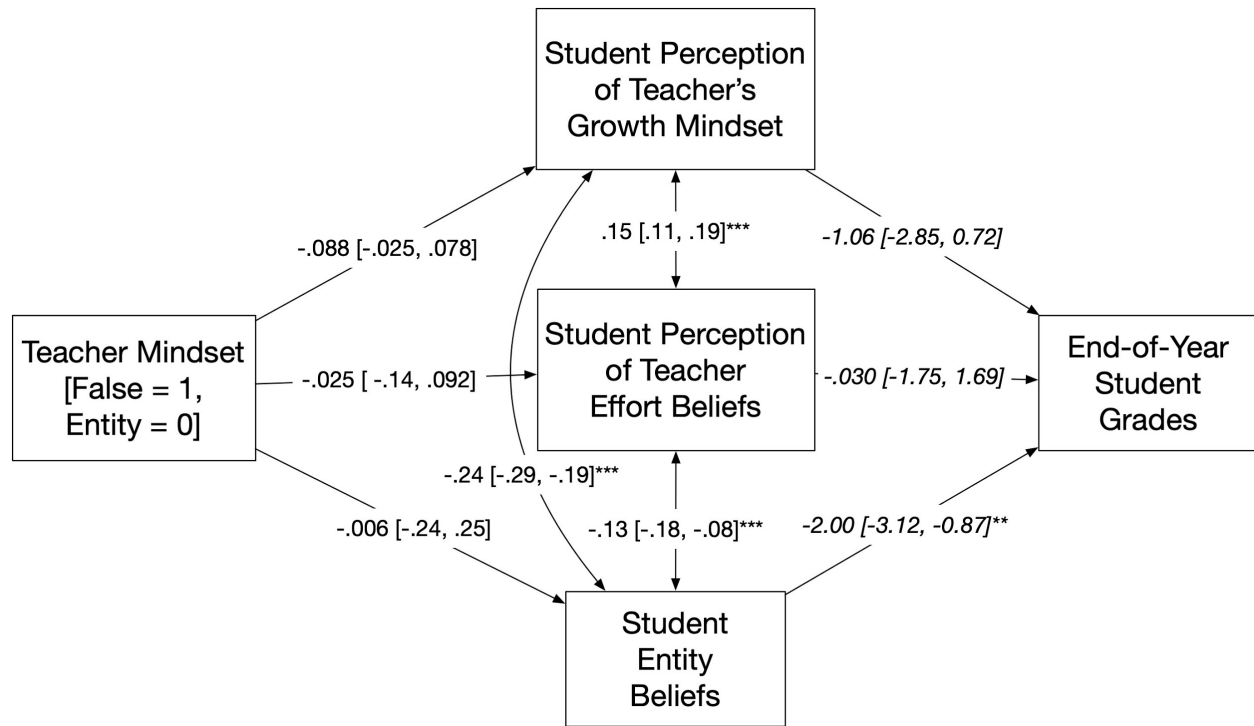 Student Perception
of Teacher's
Growth Mindset
-.088 [-.025, .078]
.15 [.11, .19]***
-1.06 [-2.85, 0.72]
Teacher Mindset
[False = 1,
Entity = 0]
-.025 [ -.14, .092]
Student Perception
of Teacher
Effort Beliefs
-.030 [-1.75, 1.69]
End-of-Year
Student
Grades
-.24 [-.29, -.19]***
-.006 [-.24, .25]
-.13 [-.18, -.08]***
-2.00 [-3.12, -0.87]**
Student
Entity
Beliefs